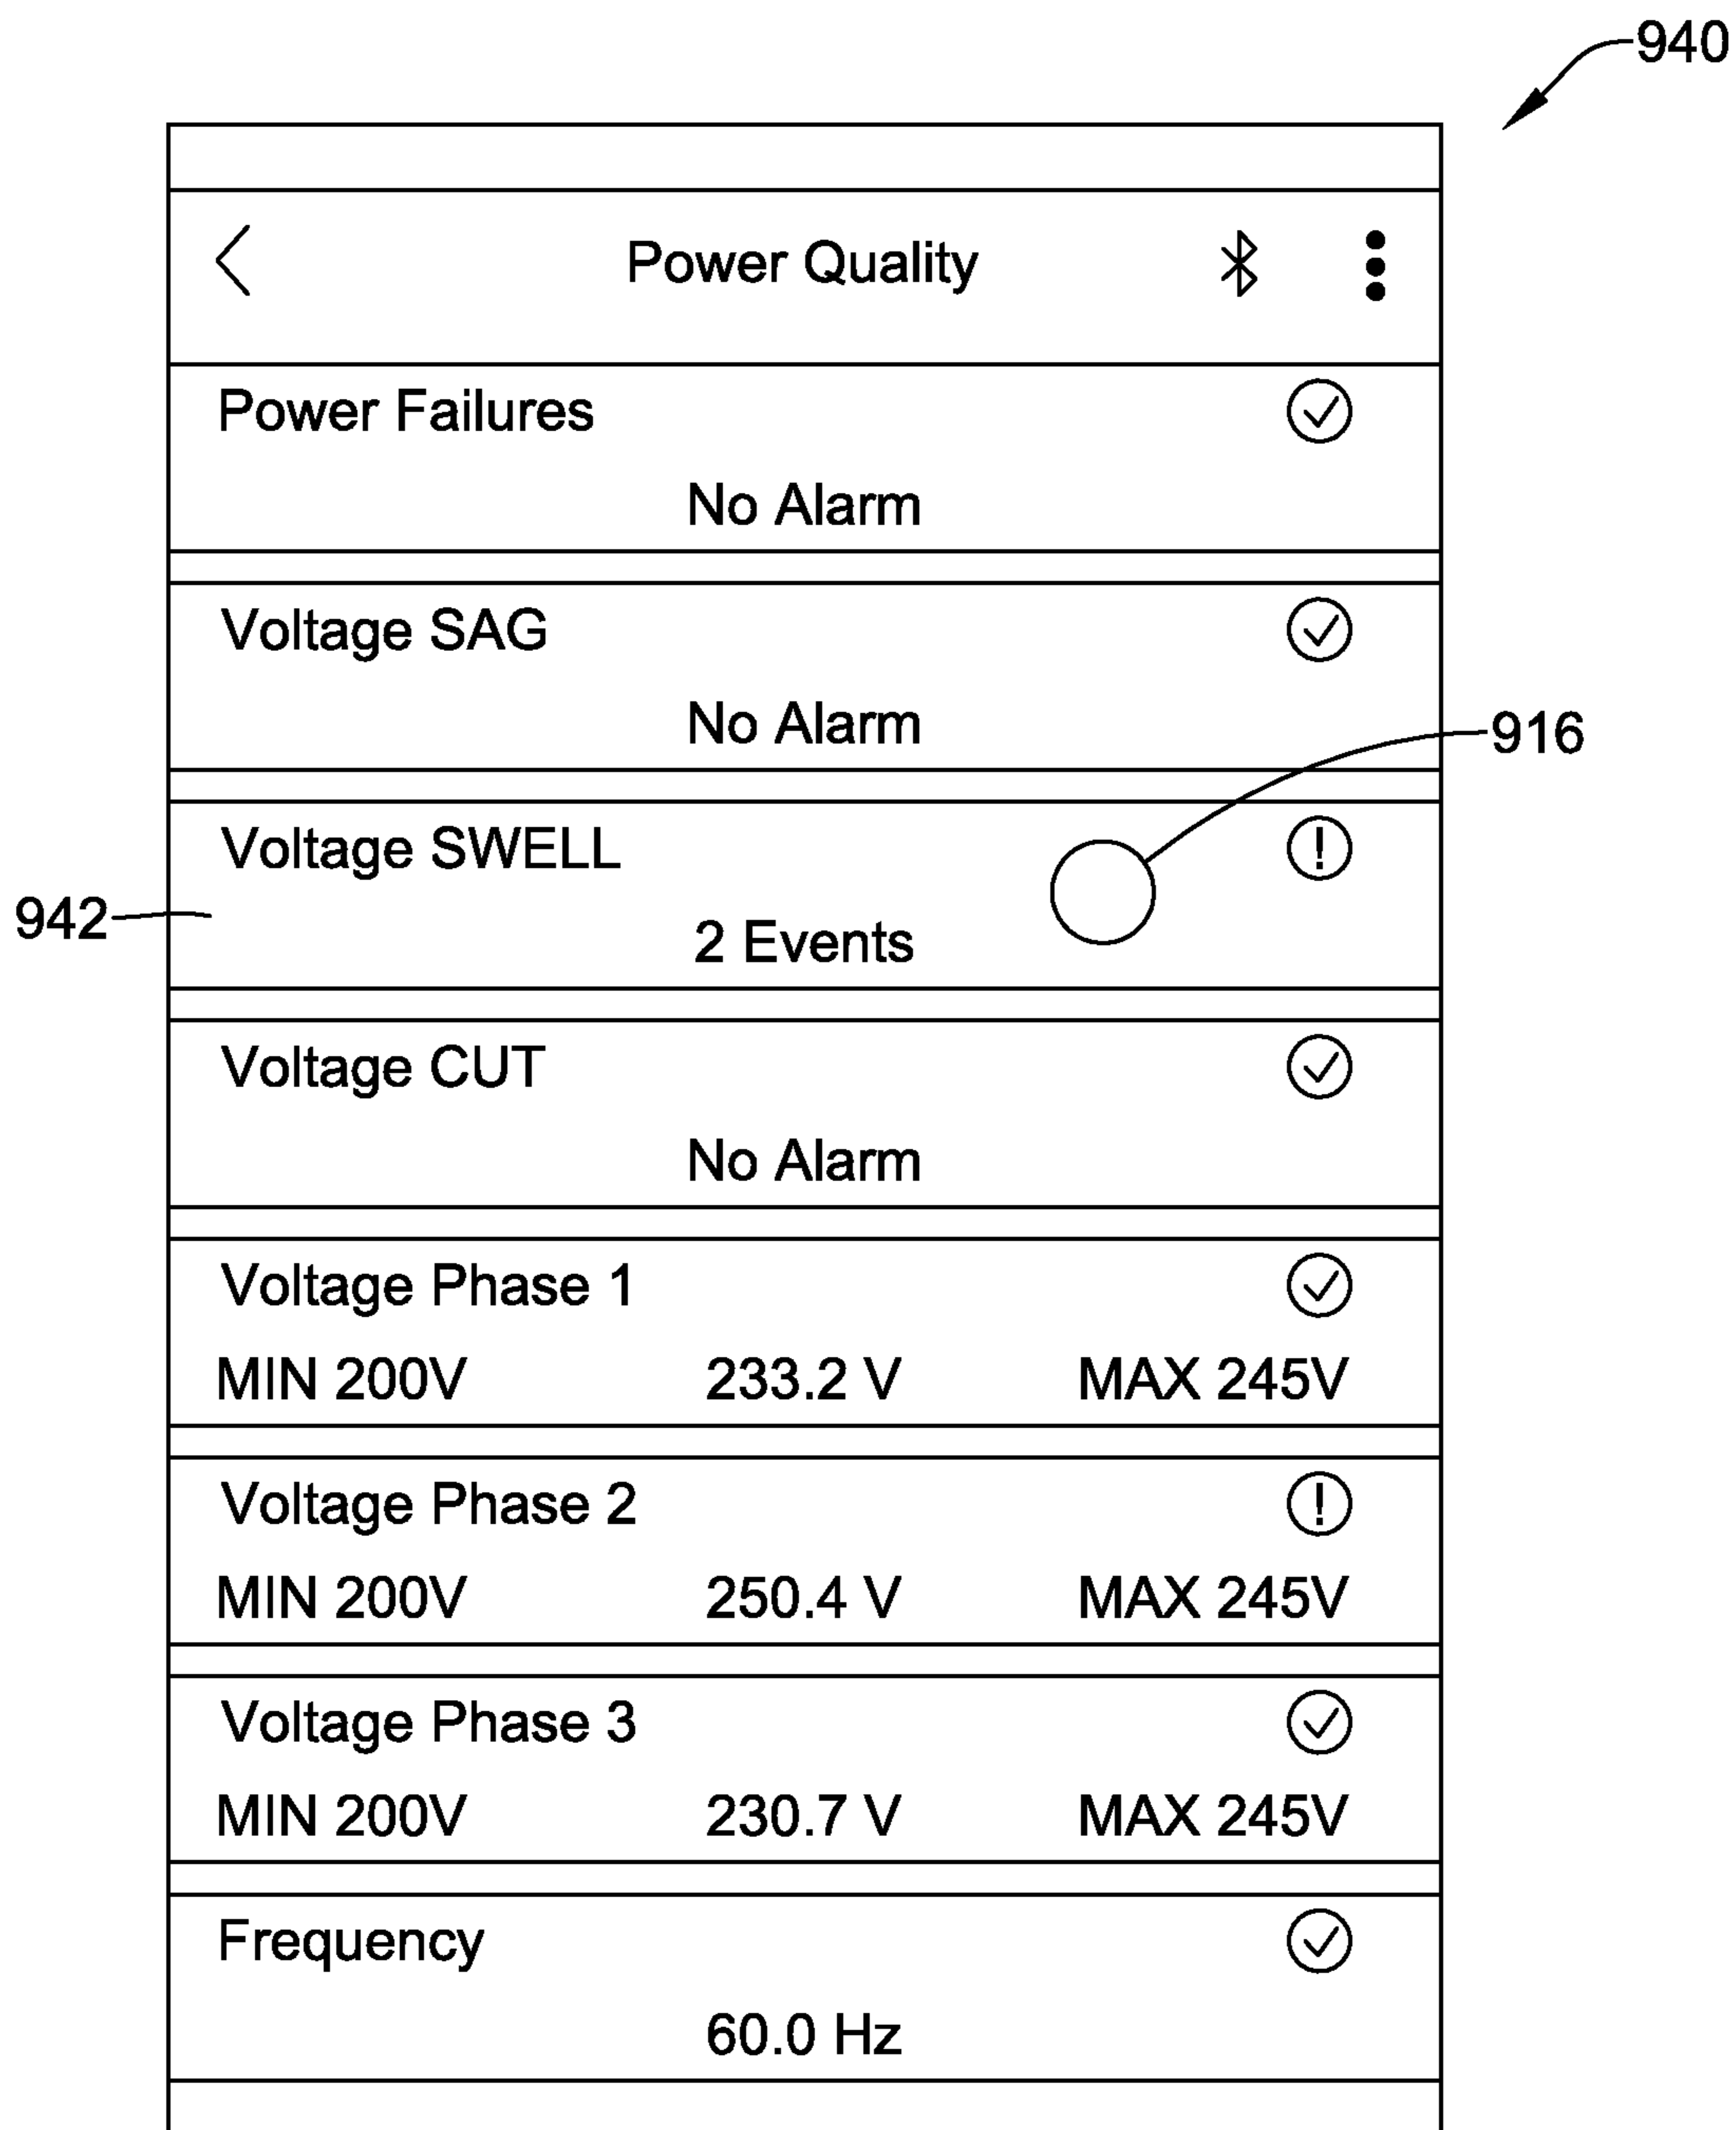 940
Power Quality
Power Failures
No Alarm
Voltage SAG
No Alarm
916
Voltage SWELL
942
2 Events
Voltage CUT
No Alarm
Voltage Phase 1
MIN 200V 233.2 V MAX 245V
Voltage Phase 2
MIN 200V 250.4 V MAX 245V
Voltage Phase 3
MIN 200V 230.7 V MAX 245V
Frequency
60.0 Hz